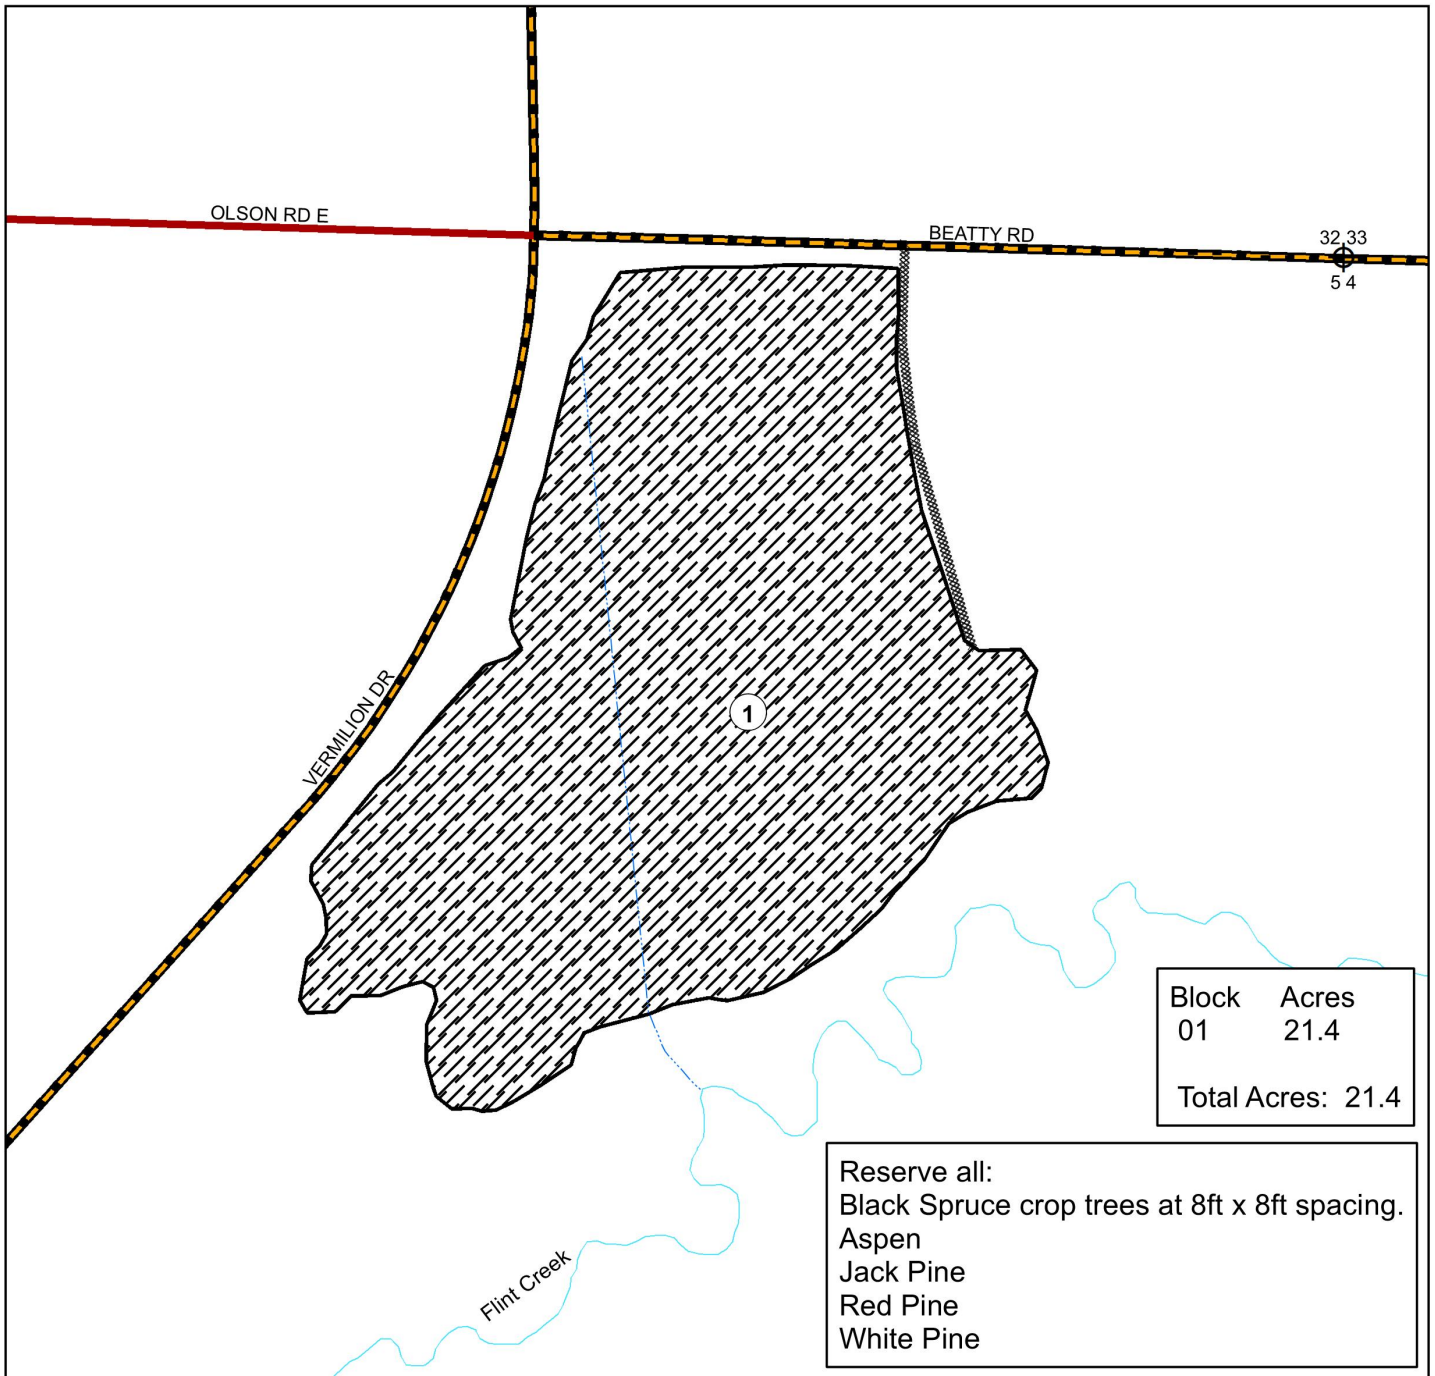 OLSON RD E
BEATTY RD
32 33
5 4
VERMILION DR
1
Flint Creek
Block Acres
01 21.4
Total Acres: 21.4
Reserve all:
Black Spruce crop trees at 8ft x 8ft spacing.
Aspen
Jack Pine
Red Pine
White Pine